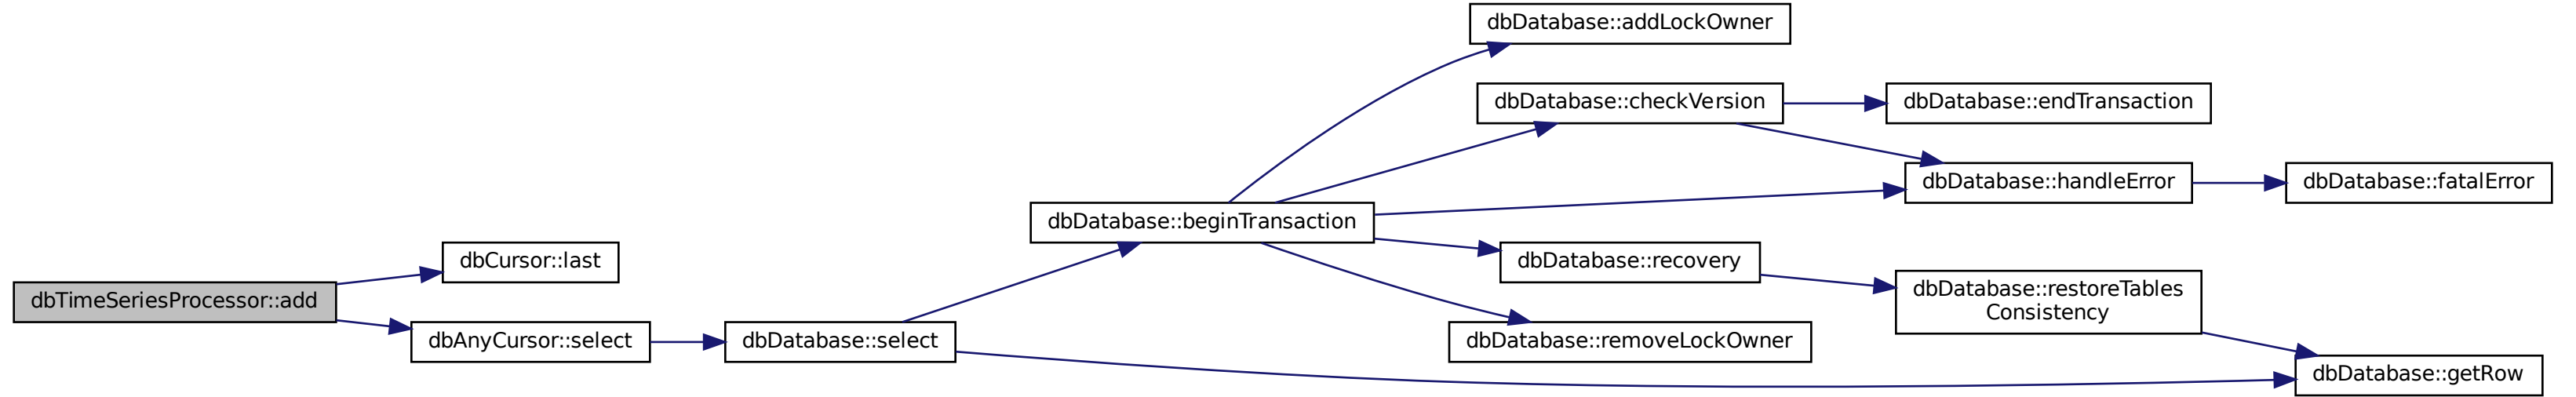 dbDatabase::addLockOwner
dbDatabase::checkVersion
dbDatabase::endTransaction
dbDatabase::handleError
dbDatabase::fatalError
dbDatabase::beginTransaction
dbCursor::last
dbDatabase::recovery
dbTimeSeriesProcessor::add
dbDatabase::restoreTables
Consistency
dbAnyCursor::select
dbDatabase::select
dbDatabase::removeLockOwner
dbDatabase::getRow